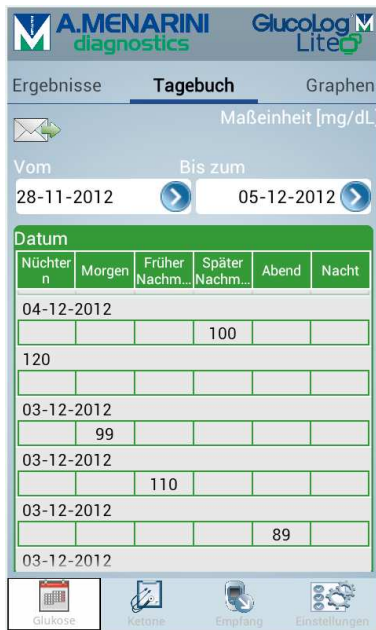 A.MENARINI
diagnostics
GlucoLog
Lite
Ergebnisse Tagebuch Graphen
Maßeinheit [mg/dL]
Vom Bis zum
28-11-2012 05-12-2012
Datum
Nüchter
n
Morgen
Früher
Nachm...
Später
Nachm...
Abend
Nacht
04-12-2012
100
120
03-12-2012
99
03-12-2012
110
03-12-2012
89
03-12-2012
Glukose Ketone Empfang Einstellungen